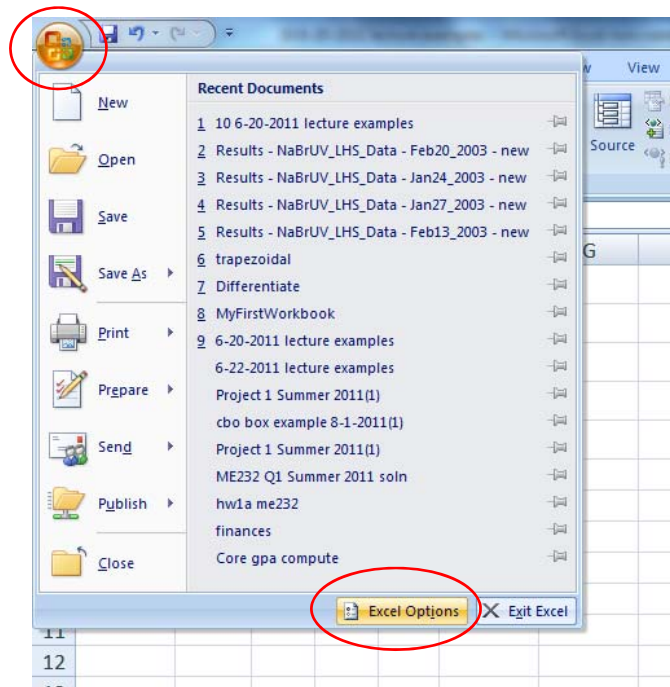 View
Source
G
New
Open
Save
Save As
Print
Prepare
Send
Publish
Close
Recent Documents
1 10 6-20-2011 lecture examples
2 Results - NaBrUV_LHS_Data - Feb20_2003 - new
3 Results - NaBrUV_LHS_Data - Jan24_2003 - new
4 Results - NaBrUV_LHS_Data - Jan27_2003 - new
5 Results - NaBrUV_LHS_Data - Feb13_2003 - new
6 trapezoidal
7 Differentiate
8 MyFirstWorkbook
9 6-20-2011 lecture examples
6-22-2011 lecture examples
Project 1 Summer 2011(1)
cbo box example 8-1-2011(1)
Project 1 Summer 2011(1)
ME232 Q1 Summer 2011 soln
hw1a me232
finances
Core gpa compute
Excel Options
Exit Excel
11
12